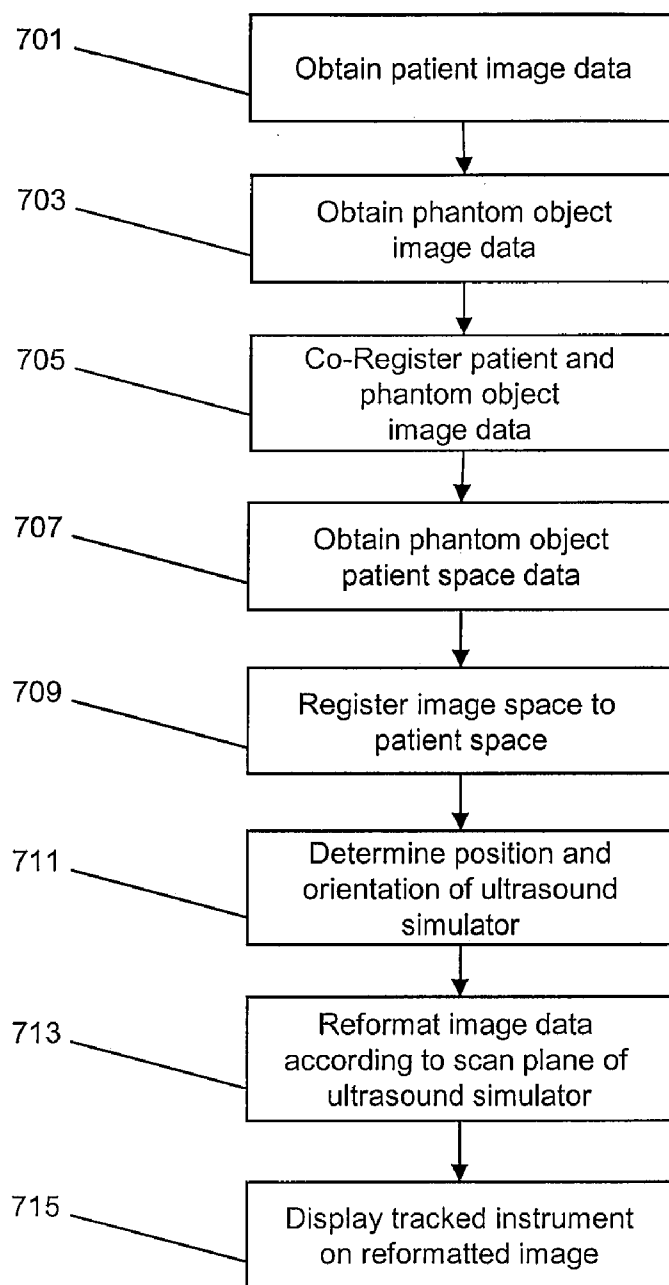 701
Obtain patient image data
703
Obtain phantom object
image data
705
Co-Register patient and
phantom object
image data
707
Obtain phantom object
patient space data
709
Register image space to
patient space
711
Determine position and
orientation of ultrasound
simulator
713
Reformat image data
according to scan plane of
ultrasound simulator
715
Display tracked instrument
on reformatted image